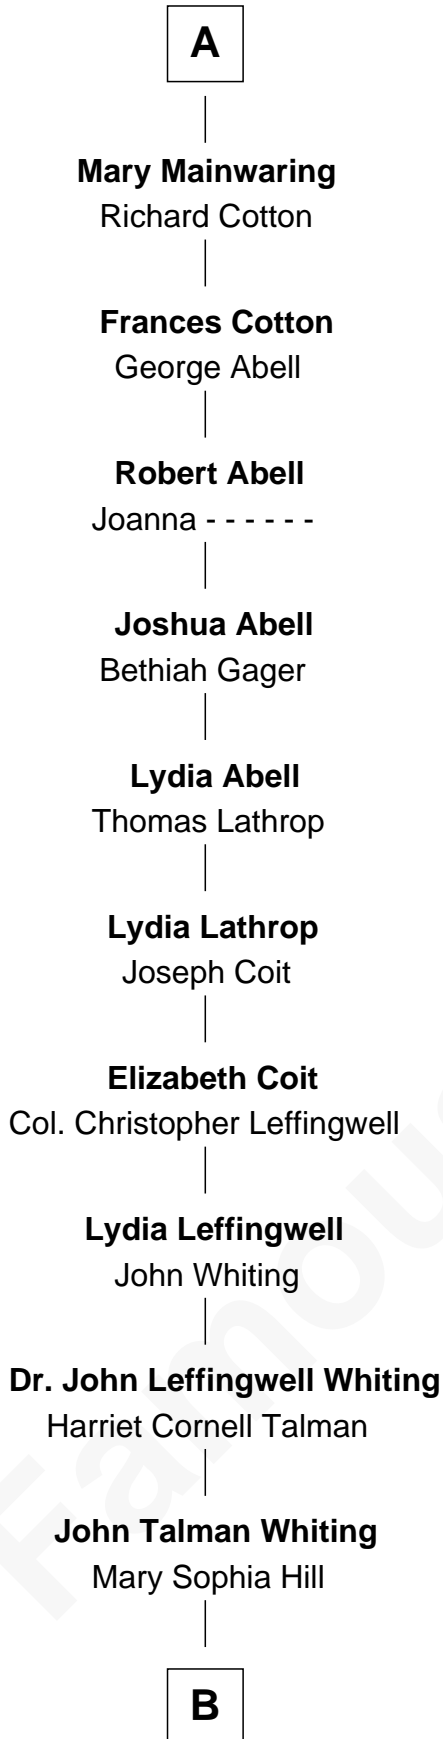 A
Mary Mainwaring
Richard Cotton
Frances Cotton
George Abell
Robert Abell
Joanna - - - - - -
Joshua Abell
Bethiah Gager
Lydia Abell
Thomas Lathrop
Lydia Lathrop
Joseph Coit
Elizabeth Coit
Col. Christopher Leffingwell
Lydia Leffingwell
John Whiting
Dr. John Leffingwell Whiting
Harriet Cornell Talman
John Talman Whiting
Mary Sophia Hill
B
Famous